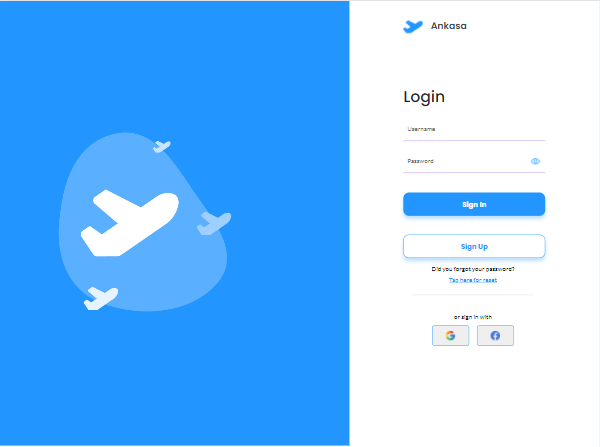 Ankasa
Login
Username
Password
Sign In
Sign Up
Did you forgot your password?
Tap here for reset
or sign in with